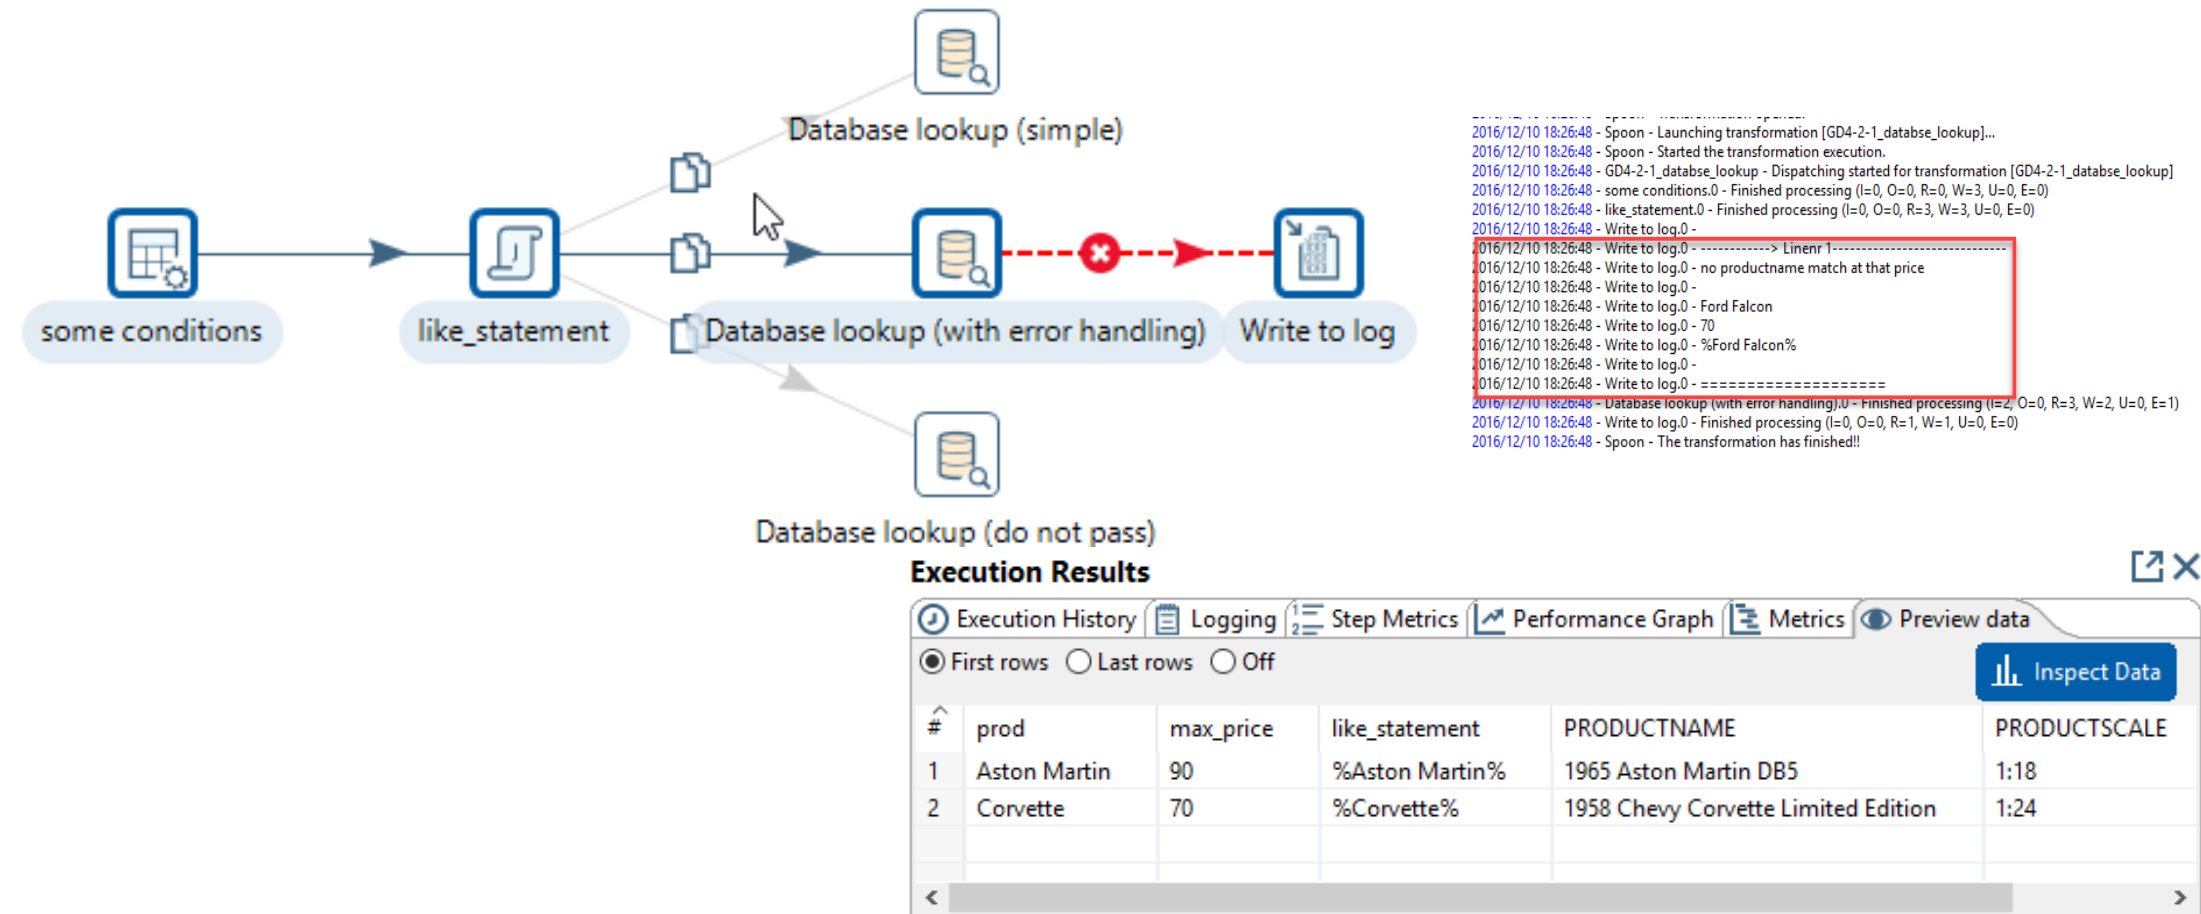 Database lookup (simple)
some conditions
like_statement
Database lookup (with error handling)
Write to log
Database lookup (do not pass)
2016/12/10 18:26:48 - Spoon - Launching transformation [GD4-2-1_databse_lookup]...
2016/12/10 18:26:48 - Spoon - Started the transformation execution.
2016/12/10 18:26:48 - GD4-2-1_databse_lookup - Dispatching started for transformation [GD4-2-1_databse_lookup]
2016/12/10 18:26:48 - some conditions.0 - Finished processing (I=0, O=0, R=0, W=3, U=0, E=0)
2016/12/10 18:26:48 - like_statement.0 - Finished processing (I=0, O=0, R=3, W=3, U=0, E=0)
2016/12/10 18:26:48 - Write to log.0 -
2016/12/10 18:26:48 - Write to log.0 - ------------> Linenr 1------------------------------
2016/12/10 18:26:48 - Write to log.0 - no productname match at that price
2016/12/10 18:26:48 - Write to log.0 -
2016/12/10 18:26:48 - Write to log.0 - Ford Falcon
2016/12/10 18:26:48 - Write to log.0 - 70
2016/12/10 18:26:48 - Write to log.0 - %Ford Falcon%
2016/12/10 18:26:48 - Write to log.0 -
2016/12/10 18:26:48 - Write to log.0 - ====================
2016/12/10 18:26:48 - Database lookup (with error handling).0 - Finished processing (I=2, O=0, R=3, W=2, U=0, E=1)
2016/12/10 18:26:48 - Write to log.0 - Finished processing (I=0, O=0, R=1, W=1, U=0, E=0)
2016/12/10 18:26:48 - Spoon - The transformation has finished!!
Execution Results
Execution History Logging Step Metrics Performance Graph Metrics Preview data
First rows Last rows Off
Inspect Data
# prod max_price like_statement PRODUCTNAME PRODUCTSCALE
1 Aston Martin 90 %Aston Martin% 1965 Aston Martin DB5 1:18
2 Corvette 70 %Corvette% 1958 Chevy Corvette Limited Edition 1:24